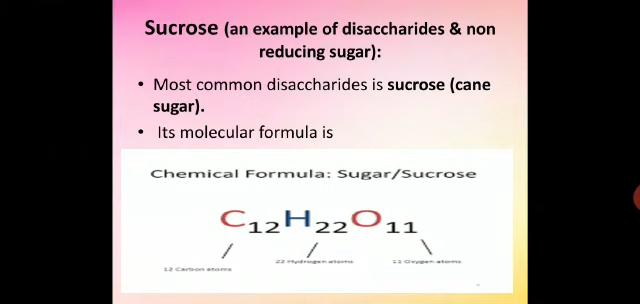 Sucrose (an example of disaccharides & non
reducing sugar):
• Most common disaccharides is sucrose (cane
sugar).
• Its molecular formula is
Chemical Formula: Sugar/Sucrose
C12H22O11
12 Carbon atoms
22 Hydrogen atoms
11 Oxygen atoms